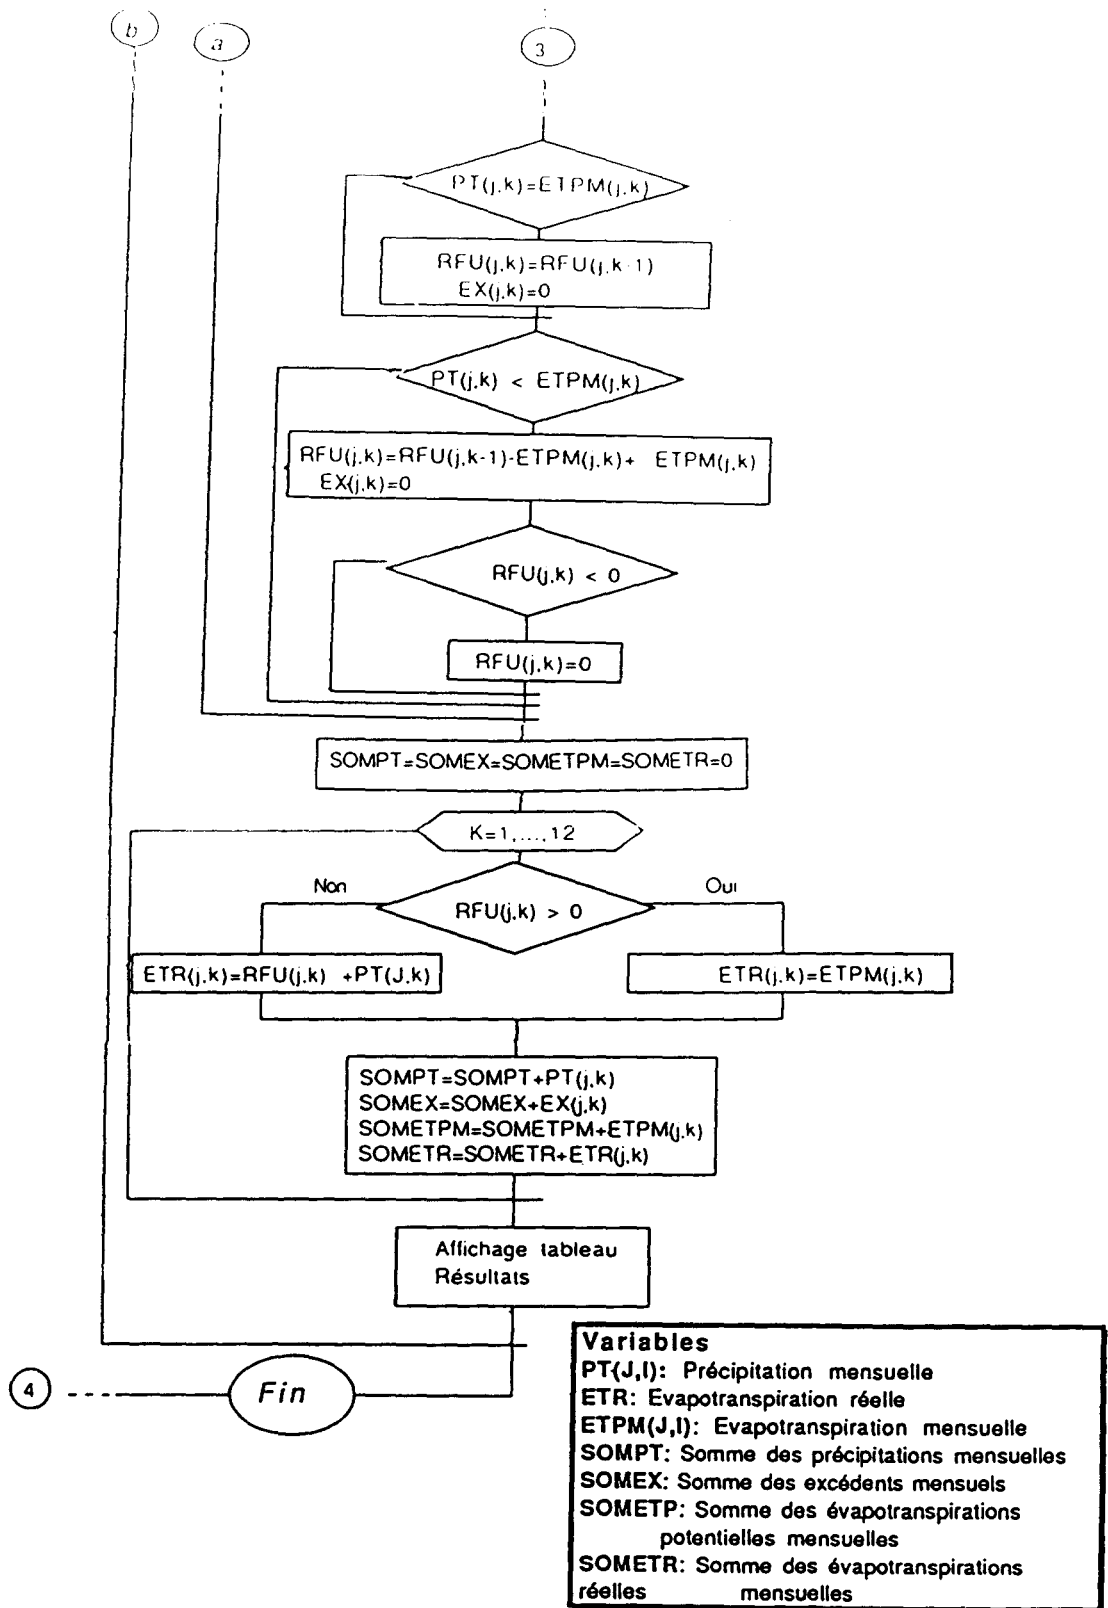 b
a
3
PT(j,k)=ETPM(j,k)
RFU(j,k)=RFU(j,k-1)
EX(j,k)=0
PT(j,k) < ETPM(j,k)
RFU(j,k)=RFU(j,k-1)-ETPM(j,k)+ ETPM(j,k)
EX(j,k)=0
RFU(j,k) < 0
RFU(j,k)=0
SOMPT=SOMEX=SOMETPM=SOMETR=0
K=1,...,12
Non
Oui
RFU(j,k) > 0
ETR(j,k)=RFU(j,k) +PT(J,k)
ETR(j,k)=ETPM(j,k)
SOMPT=SOMPT+PT(j,k)
SOMEX=SOMEX+EX(j,k)
SOMETPM=SOMETPM+ETPM(j,k)
SOMETR=SOMETR+ETR(j,k)
Affichage tableau
Résultats
4
Fin
Variables
PT(J,I): Précipitation mensuelle
ETR: Evapotranspiration réelle
ETPM(J,I): Evapotranspiration mensuelle
SOMPT: Somme des précipitations mensuelles
SOMEX: Somme des excédents mensuels
SOMETP: Somme des évapotranspirations
potentielles mensuelles
SOMETR: Somme des évapotranspirations
réelles mensuelles